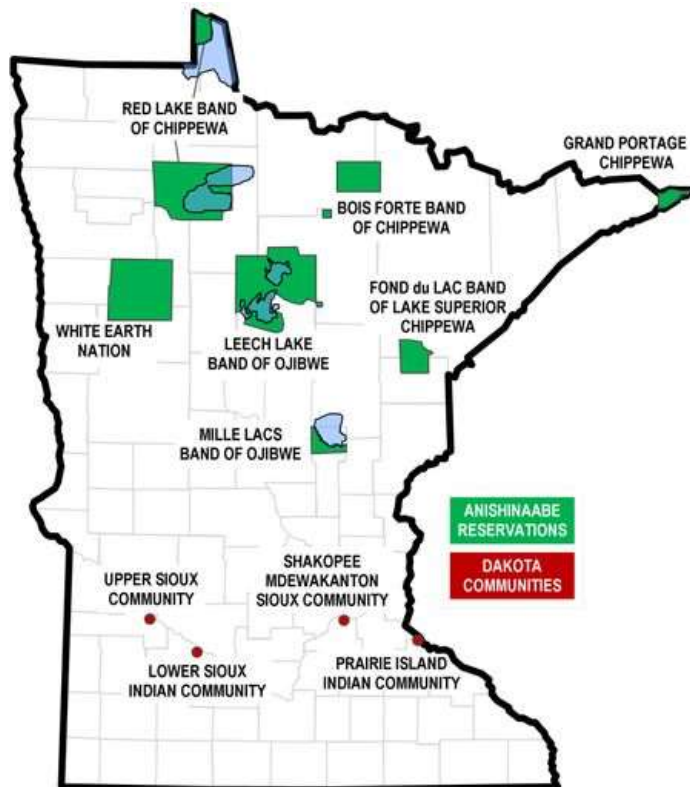 RED LAKE BAND
OF CHIPPEWA
GRAND PORTAGE
CHIPPEWA
BOIS FORTE BAND
OF CHIPPEWA
FOND du LAC BAND
OF LAKE SUPERIOR
CHIPPEWA
WHITE EARTH
NATION
LEECH LAKE
BAND OF OJIBWE
MILLE LACS
BAND OF OJIBWE
ANISHINAABE
RESERVATIONS
DAKOTA
COMMUNITIES
UPPER SIOUX
COMMUNITY
SHAKOPEE
MDEWAKANTON
SIOUX COMMUNITY
LOWER SIOUX
INDIAN COMMUNITY
PRAIRIE ISLAND
INDIAN COMMUNITY